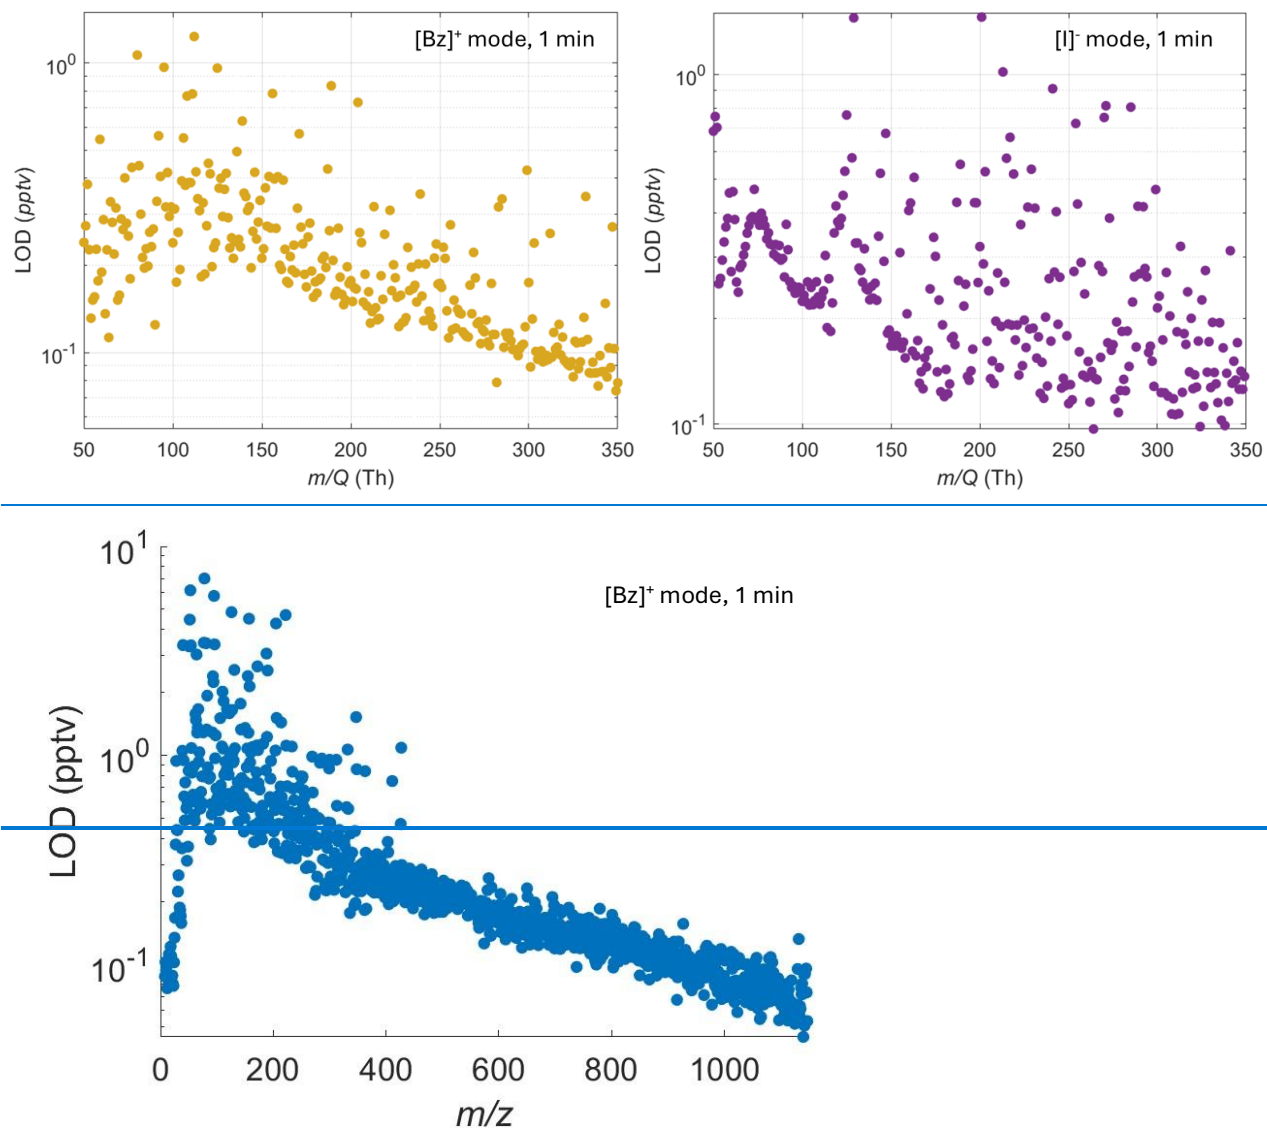 [Bz]⁺ mode, 1 min
LOD (pptv)
10⁰
10⁻¹
50 100 150 200 250 300 350
m/Q (Th)
[I]⁻ mode, 1 min
LOD (pptv)
10⁰
10⁻¹
50 100 150 200 250 300 350
m/Q (Th)
[Bz]⁺ mode, 1 min
LOD (pptv)
10¹
10⁰
10⁻¹
0 200 400 600 800 1000
m/z